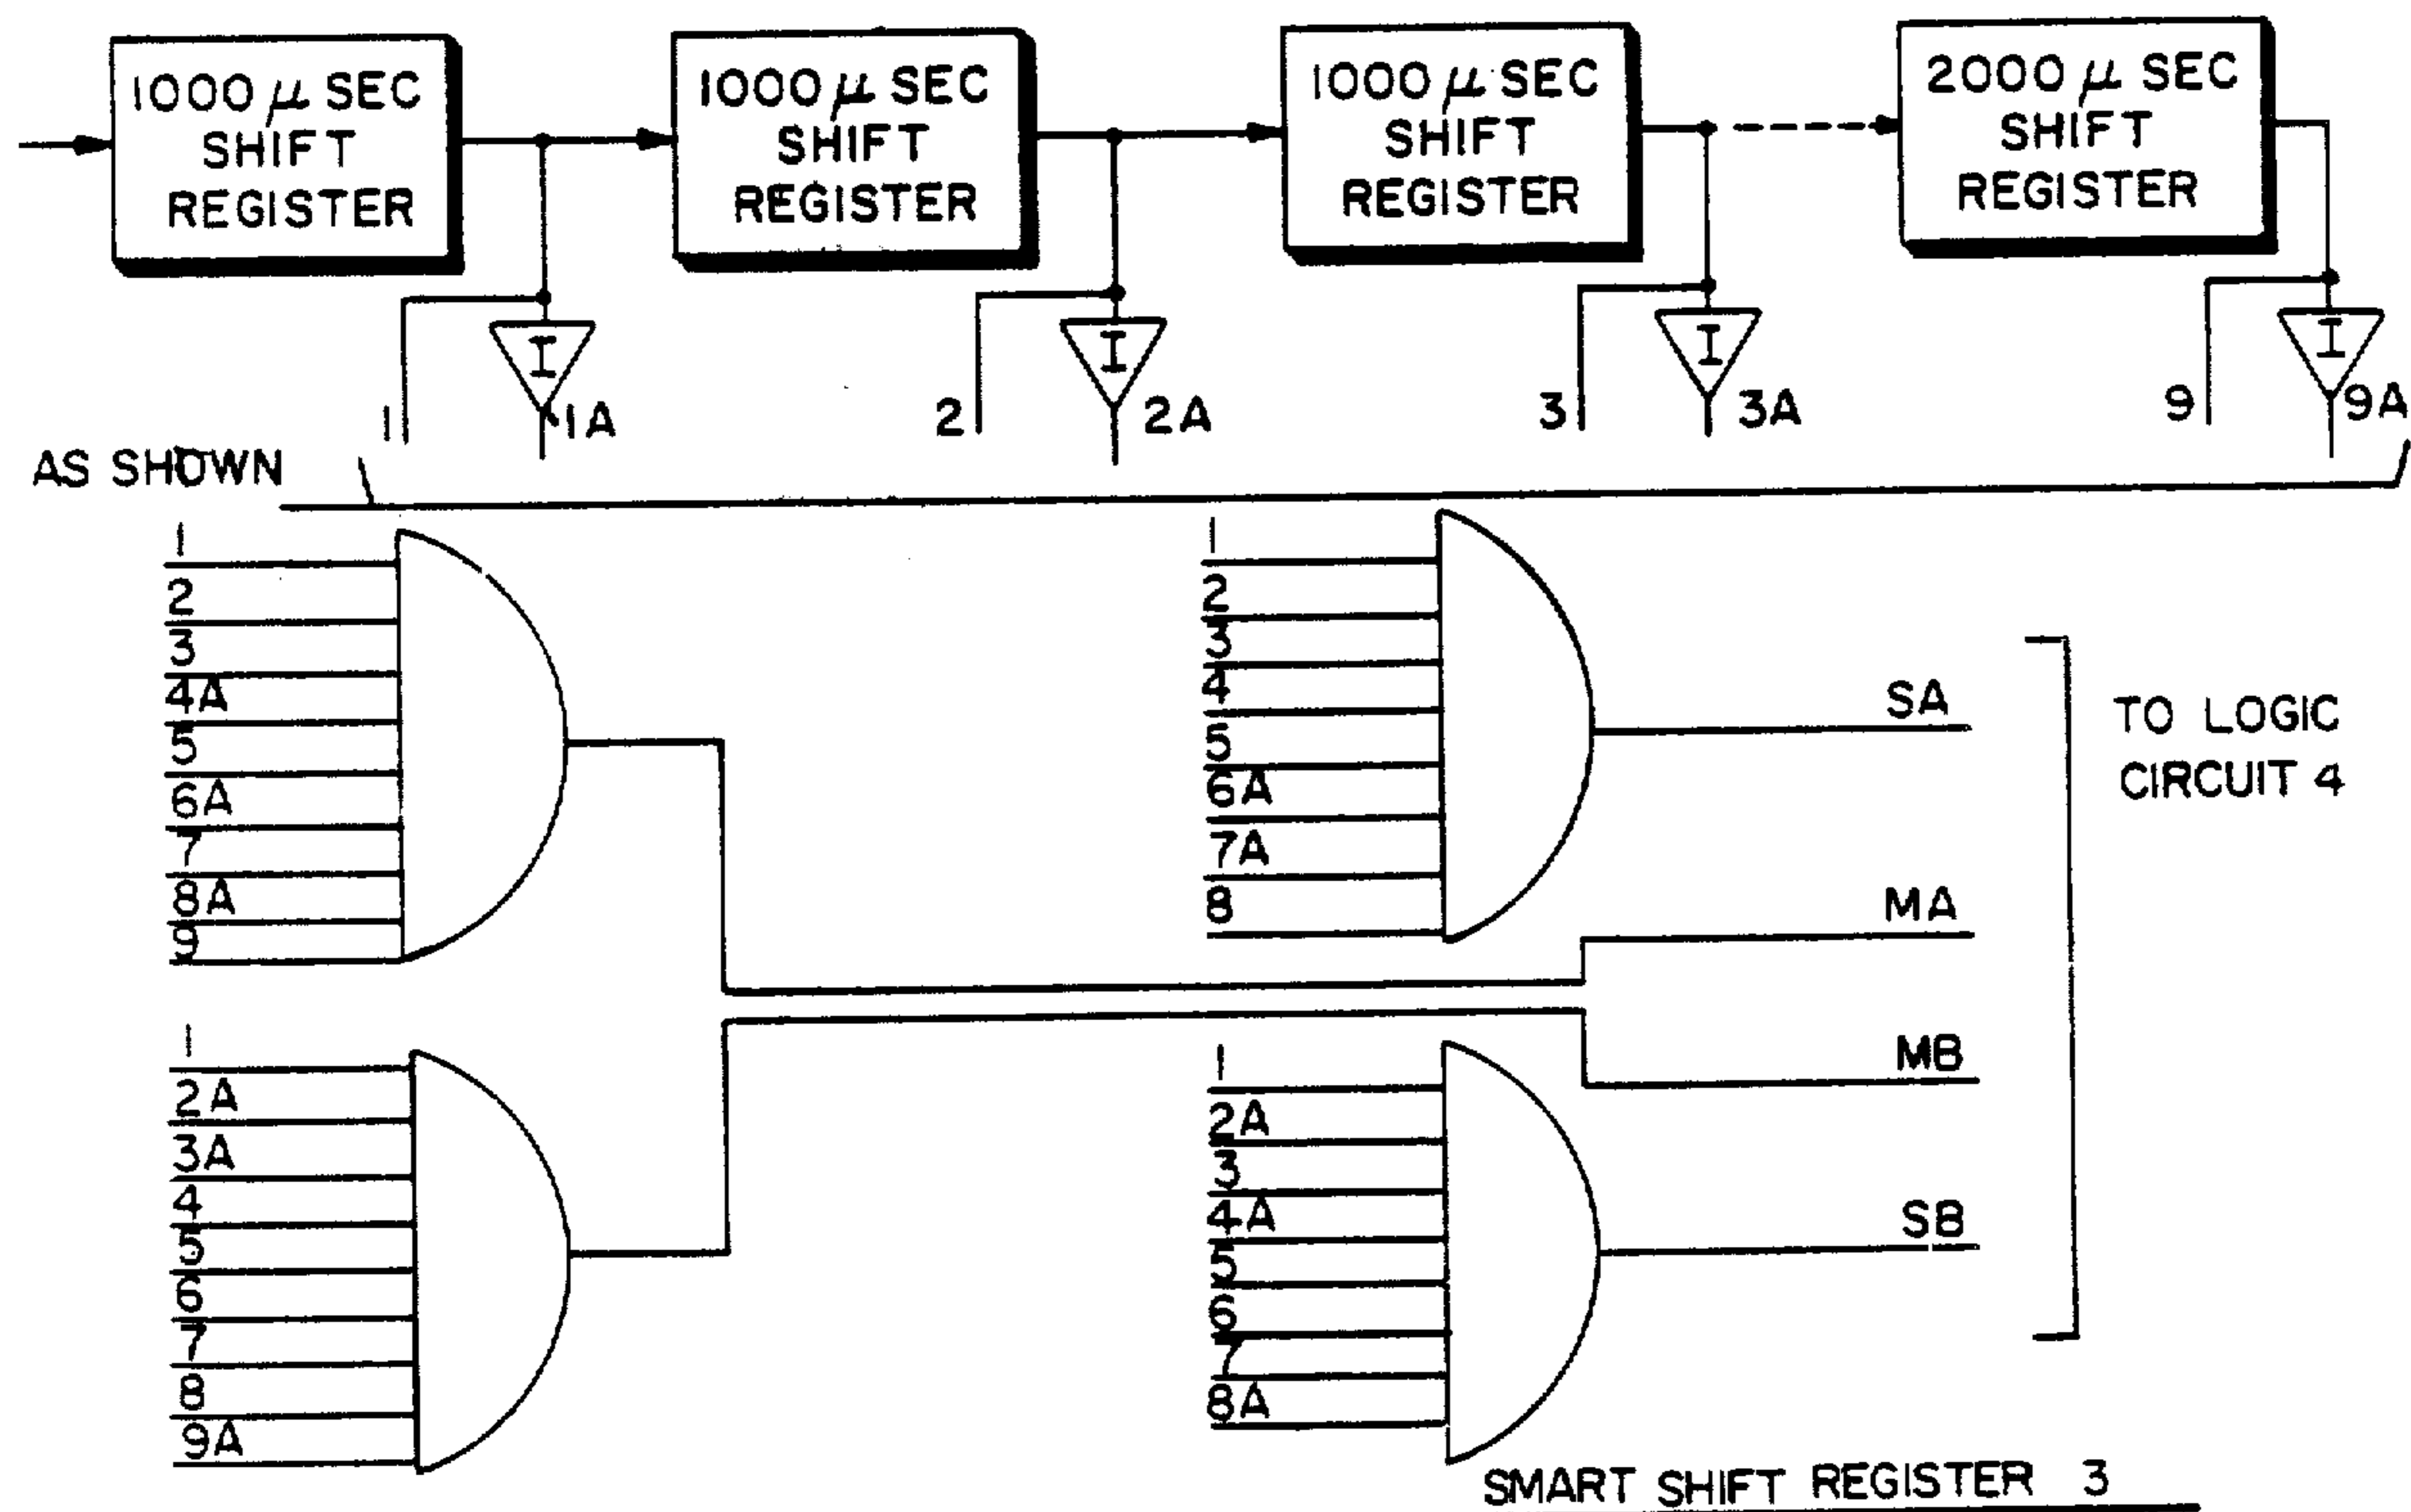 1000 μ SEC
SHIFT
REGISTER
1000 μ SEC
SHIFT
REGISTER
1000 μ SEC
SHIFT
REGISTER
2000 μ SEC
SHIFT
REGISTER
I
I
I
I
1
1A
2
2A
3
3A
9
9A
AS SHOWN
1
2
3
4A
5
6A
7
8A
9
1
2
3
4
5
6A
7A
8
SA
MA
TO LOGIC
CIRCUIT 4
1
2A
3A
4
5
6
7
8
9A
1
2A
3
4A
5
6
7
8A
MB
SB
SMART SHIFT REGISTER 3